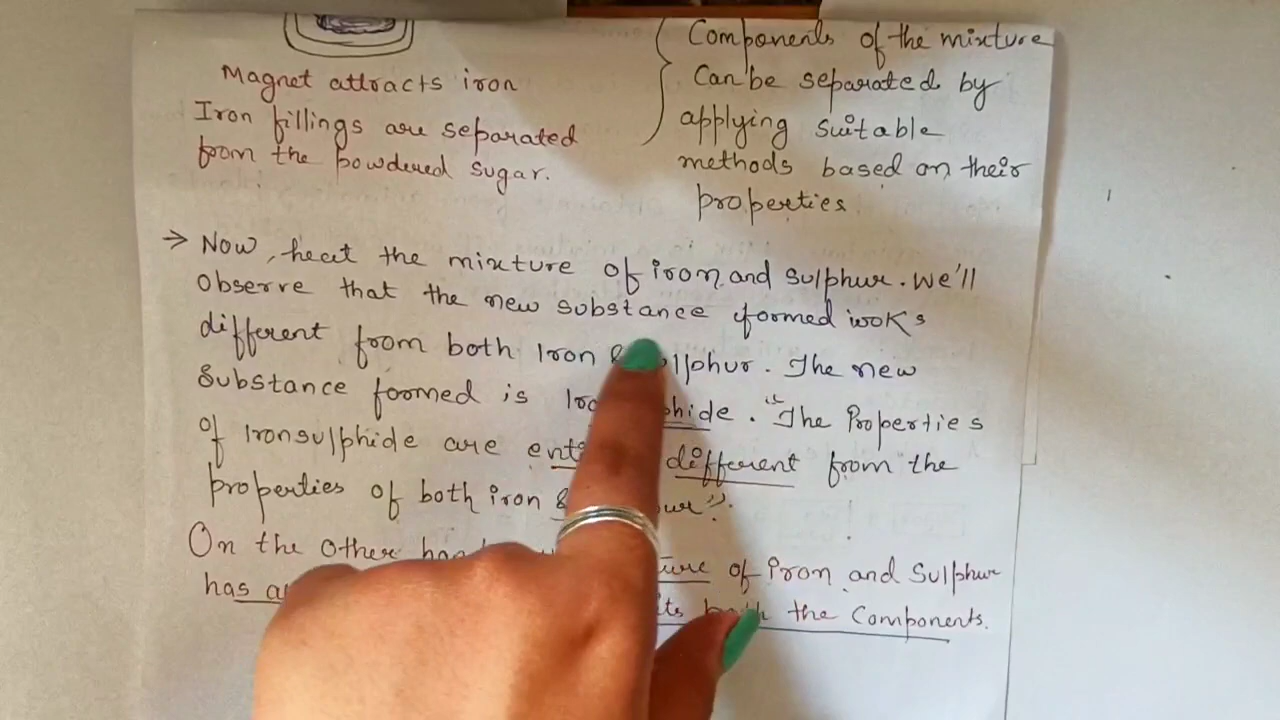 Magnet attracts iron
Iron fillings are separated
from the powdered sugar.
Components of the mixture
Can be separated by
applying suitable
methods based on their
properties
→ Now, heat the mixture of iron and sulphur. We'll
observe that the new substance formed looks
different from both Iron & Sulphur. The new
Substance formed is . "The Properties
of Ironsulphide are different from the
properties of both iron &
On the Other of iron and Sulphur
has both the Components.